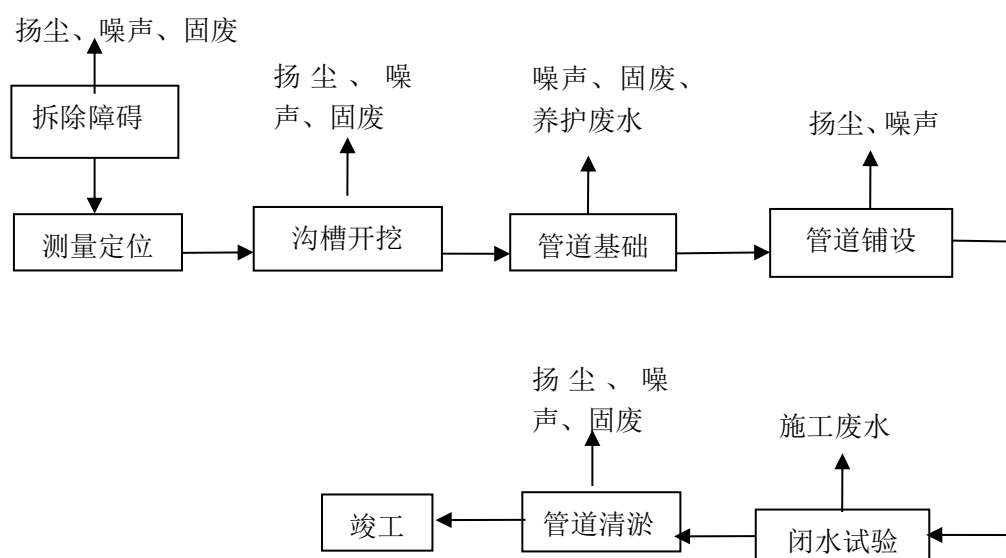 扬尘、噪声、固废
扬尘、噪
声、固废
噪声、固废、
养护废水
扬尘、噪声
拆除障碍
测量定位
沟槽开挖
管道基础
管道铺设
扬尘、噪
声、固废
施工废水
竣工
管道清淤
闭水试验